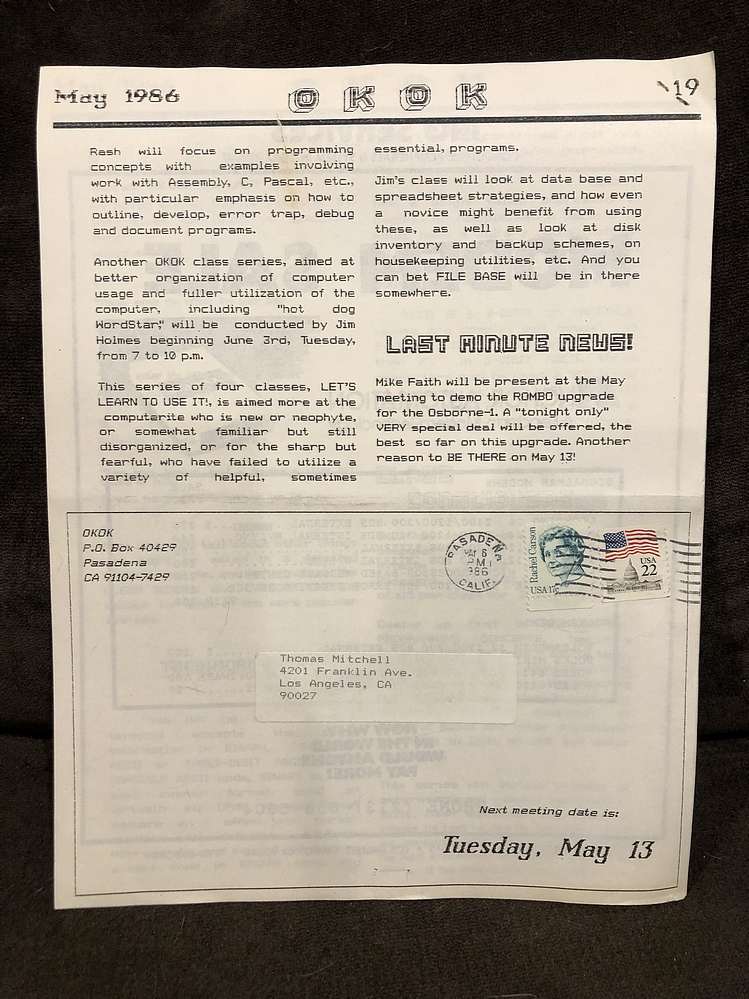 May 1986
OKOK
19
Rash will focus on programming
concepts with examples involving
work with Assembly, C, Pascal, etc.,
with particular emphasis on how to
outline, develop, error trap, debug
and document programs.
Another OKOK class series, aimed at
better organization of computer
usage and fuller utilization of the
computer, including "hot dog
WordStar," will be conducted by Jim
Holmes beginning June 3rd, Tuesday,
from 7 to 10 p.m.
This series of four classes, LET'S
LEARN TO USE IT!, is aimed more at the
computerite who is new or neophyte,
or somewhat familiar but still
disorganized, or for the sharp but
fearful, who have failed to utilize a
variety of helpful, sometimes
essential, programs.
Jim's class will look at data base and
spreadsheet strategies, and how even
a novice might benefit from using
these, as well as look at disk
inventory and backup schemes, on
housekeeping utilities, etc. And you
can bet FILE BASE will be in there
somewhere.
LAST MINUTE NEWS!
Mike Faith will be present at the May
meeting to demo the ROMBO upgrade
for the Osborne-1. A "tonight only"
VERY special deal will be offered, the
best so far on this upgrade. Another
reason to BE THERE on May 13!
OKOK
P.O. Box 40429
Pasadena
CA 91104-7429
PASADENA
MAY 6
PM
1986
CALIF.
Rachel Carson
USA 17c
USA
22
Thomas Mitchell
4201 Franklin Ave.
Los Angeles, CA
90027
Next meeting date is:
Tuesday, May 13